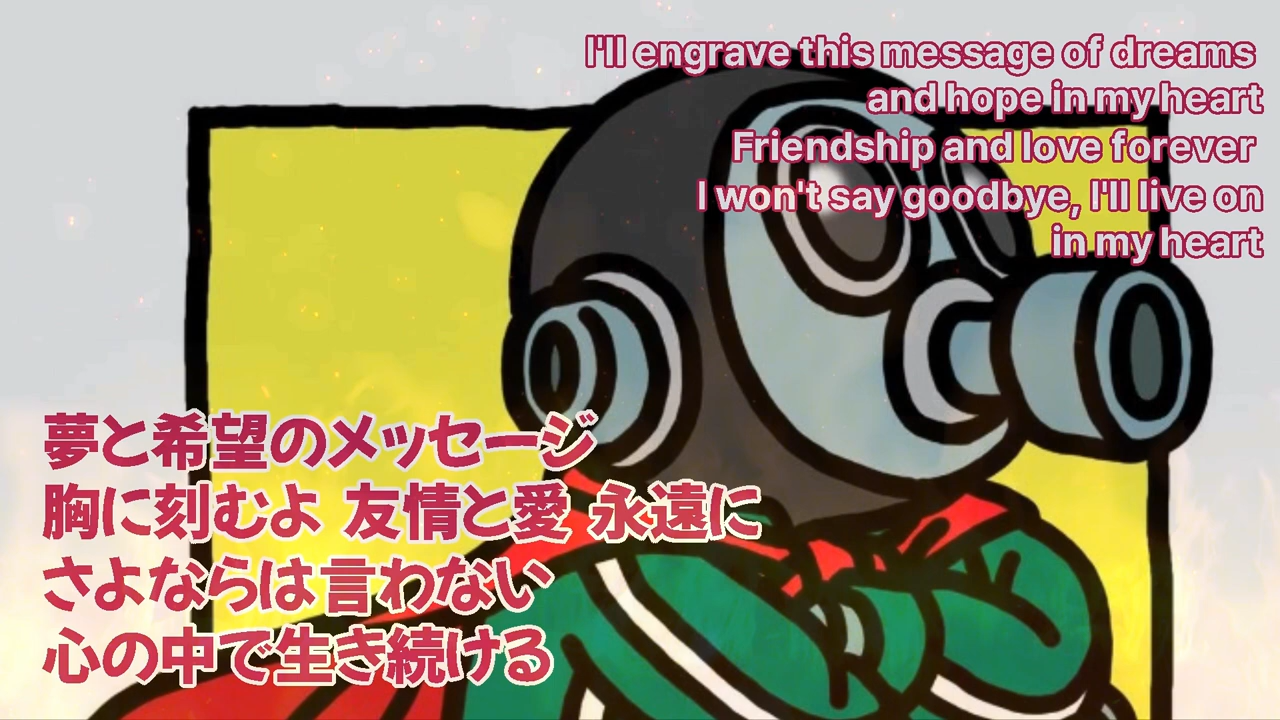 I'll engrave this message of dreams
and hope in my heart
Friendship and love forever
I won't say goodbye, I'll live on
in my heart
夢と希望のメッセージ
胸に刻むよ 友情と愛 永遠に
さよならは言わない
心の中で生き続ける